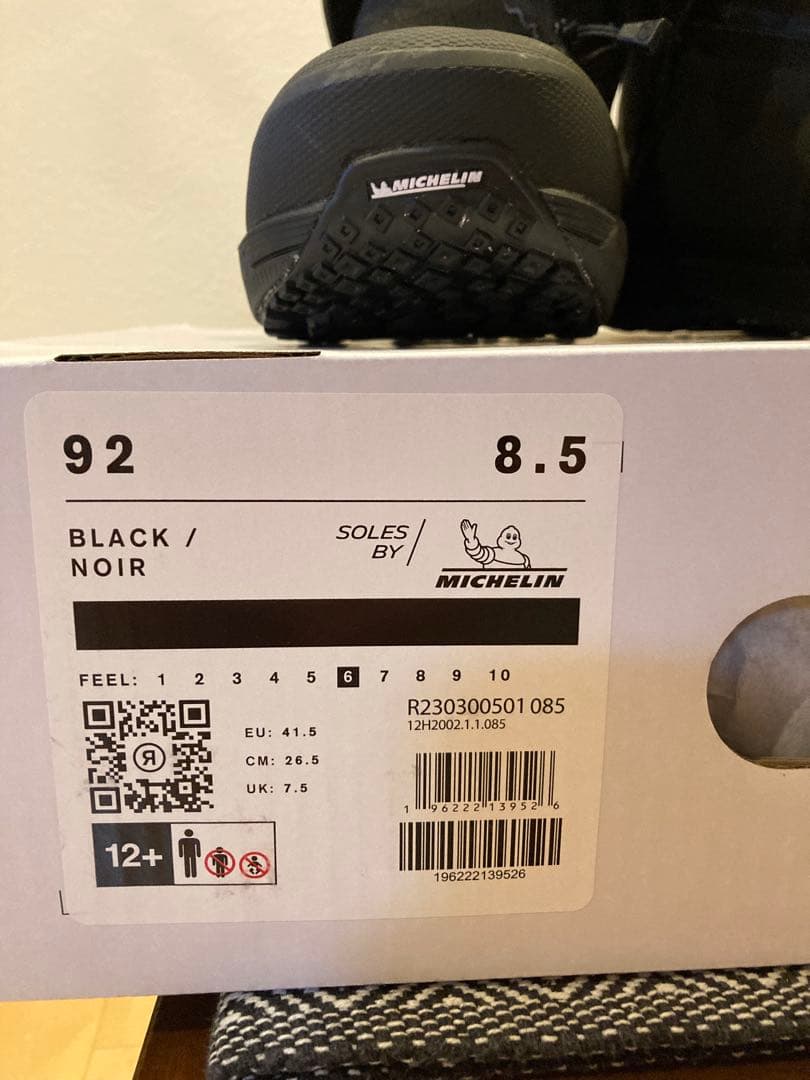 MICHELIN
92 8.5
BLACK / SOLES
NOIR BY MICHELIN
FEEL: 1 2 3 4 5 6 7 8 9 10
R230300501 085
12H2002.1.1.085
EU: 41.5
CM: 26.5
UK: 7.5
R
1 96222 13952 6
12+
196222139526